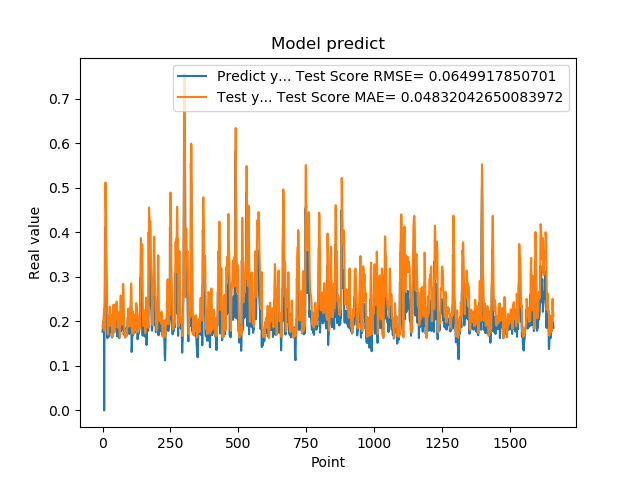 Model predict
Predict y... Test Score RMSE= 0.0649917850701
Test y... Test Score MAE= 0.04832042650083972
Real value
0.7
0.6
0.5
0.4
0.3
0.2
0.1
0.0
0 250 500 750 1000 1250 1500
Point